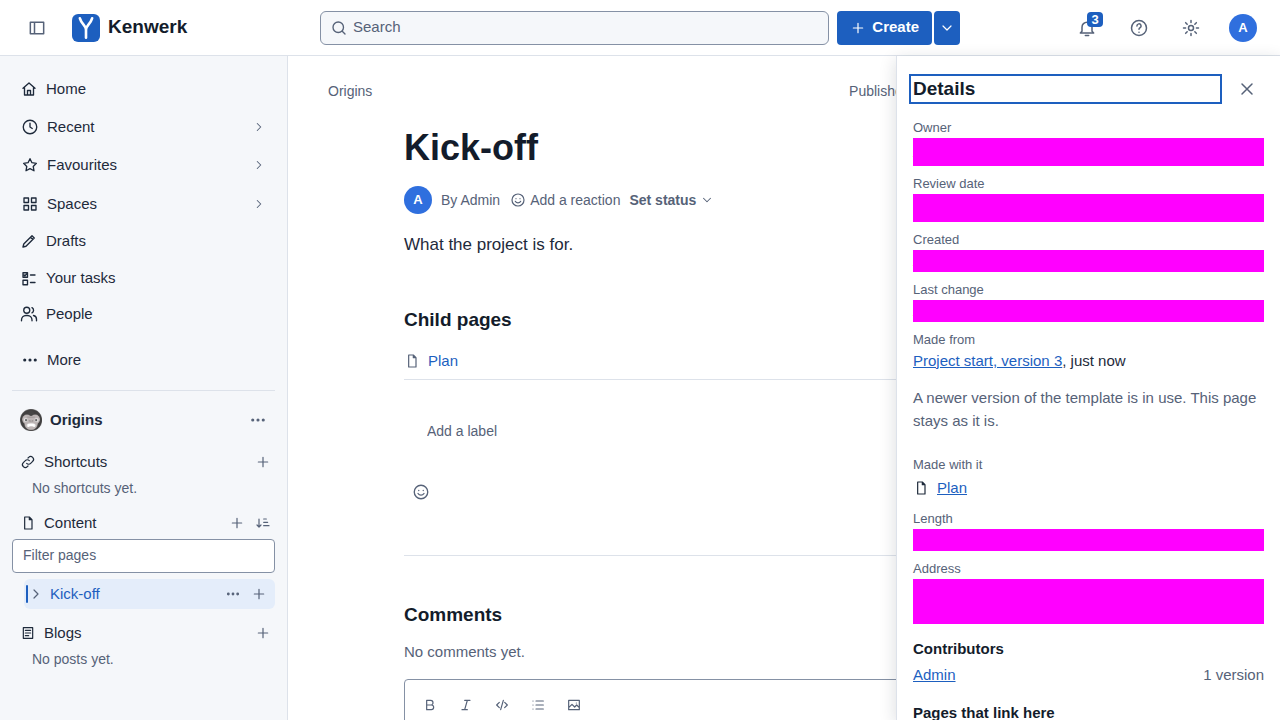 Kenwerk
Search
Create
3
A
Home
Recent
Favourites
Spaces
Drafts
Your tasks
People
More
Origins
Shortcuts
No shortcuts yet.
Content
Filter pages
Kick-off
Blogs
No posts yet.
Origins
Kick-off
A By Admin Add a reaction Set status
What the project is for.
Child pages
Plan
Add a label
Comments
No comments yet.
Details
Owner
Review date
Created
Last change
Made from
Project start, version 3, just now
A newer version of the template is in use. This page
stays as it is.
Made with it
Plan
Length
Address
Contributors
Admin 1 version
Pages that link here